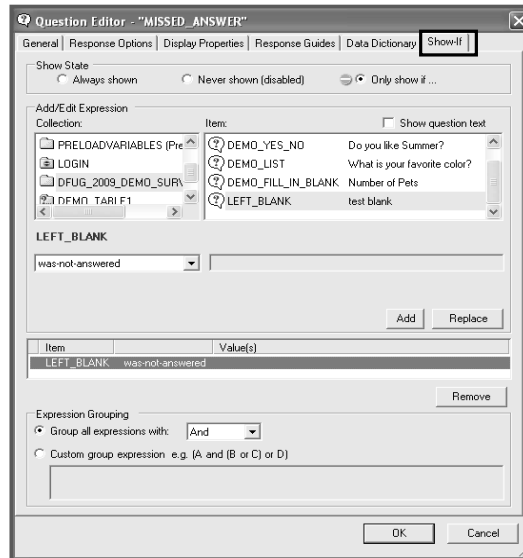 Question Editor - "MISSED_ANSWER"
General Response Options Display Properties Response Guides Data Dictionary Show-If
Show State
Always shown Never shown (disabled) Only show if ...
Add/Edit Expression
Collection: Item: Show question text
PRELOADVARIABLES (Pre DEMO_YES_NO Do you like Summer?
LOGIN DEMO_LIST What is your favorite color?
DFUG_2009_DEMO_SURV DEMO_FILL_IN_BLANK Number of Pets
DEMO_TABLE1 LEFT_BLANK test blank
LEFT_BLANK
was-not-answered
Add Replace
Item Value(s)
LEFT_BLANK was-not-answered
Remove
Expression Grouping
Group all expressions with: And
Custom group expression e.g. (A and (B or C) or D)
OK Cancel